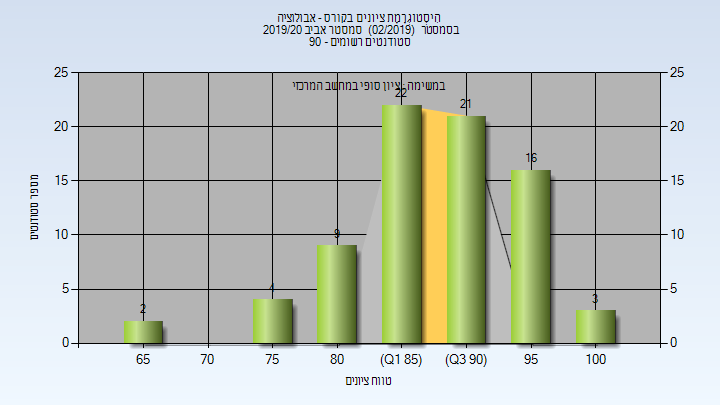 היסטוגרמת ציונים בקורס - אבולוציה
בסמסטר (02/2019) סמסטר אביב 2019/20
סטודנטים רשומים - 90
במשימה: ציון סופי במחשב המרכזי
25 25
20 20
15 15
10 10
5 5
0 0
2 4 9 22 21 16 3
65 70 75 80 (Q1 85) (Q3 90) 95 100
מספר סטודנטים
טווח ציונים